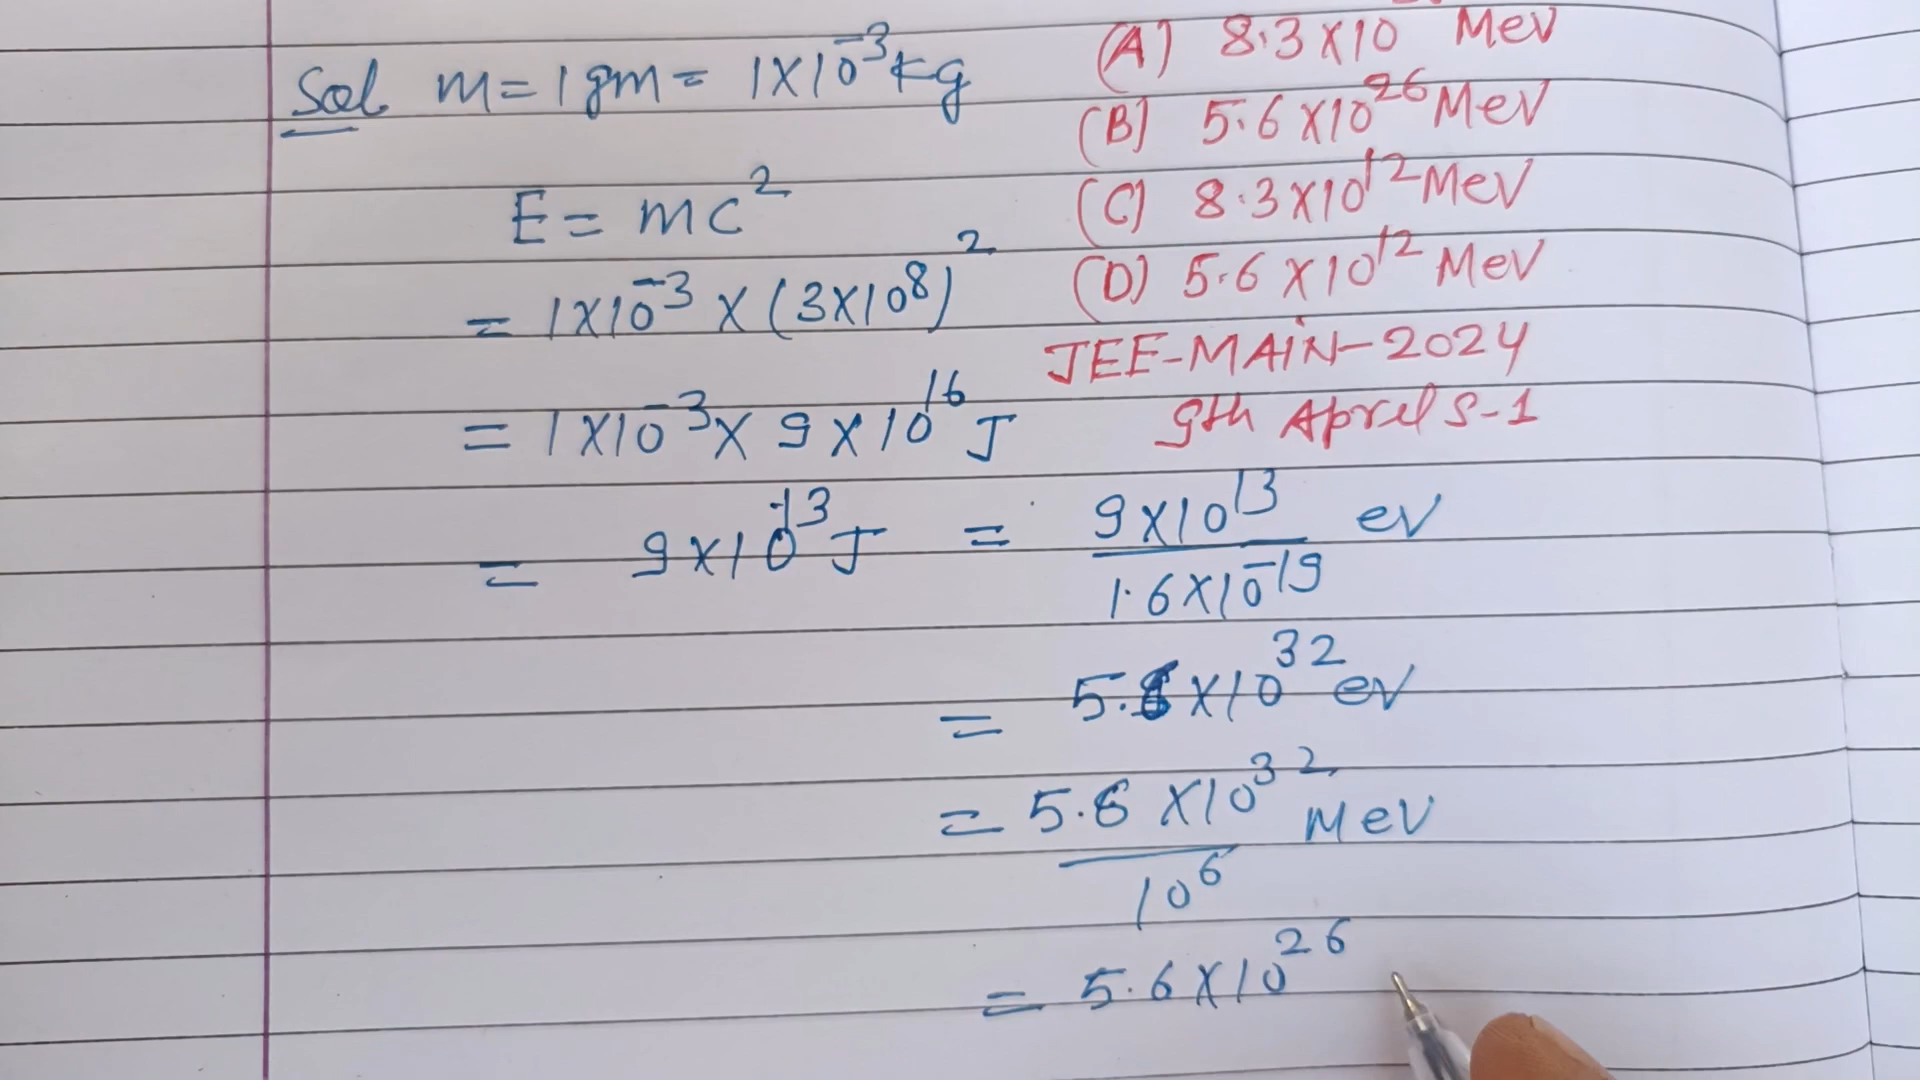 Sol m = 1 gm = 1×10⁻³ kg
E = mc²
= 1×10⁻³ × (3×10⁸)²
= 1×10⁻³ × 9×10¹⁶ J
= 9×10¹³ J = 9×10¹³ / 1.6×10⁻¹⁹ ev
= 5.6×10³² ev
= 5.6×10³² / 10⁶ MeV
= 5.6×10²⁶
(A) 8.3×10 MeV
(B) 5.6×10²⁶ MeV
(C) 8.3×10¹² MeV
(D) 5.6×10¹² MeV
JEE-MAIN-2024
9th April S-1